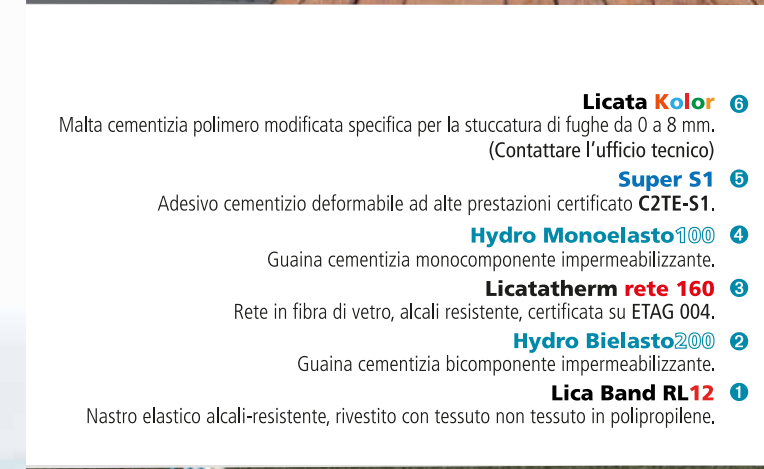 Licata Kolor 6
Malta cementizia polimero modificata specifica per la stuccatura di fughe da 0 a 8 mm.
(Contattare l'ufficio tecnico)
Super S1 5
Adesivo cementizio deformabile ad alte prestazioni certificato C2TE-S1.
Hydro Monoelasto100 4
Guaina cementizia monocomponente impermeabilizzante.
Licatatherm rete 160 3
Rete in fibra di vetro, alcali resistente, certificata su ETAG 004.
Hydro Bielasto200 2
Guaina cementizia bicomponente impermeabilizzante.
Lica Band RL12 1
Nastro elastico alcali-resistente, rivestito con tessuto non tessuto in polipropilene.